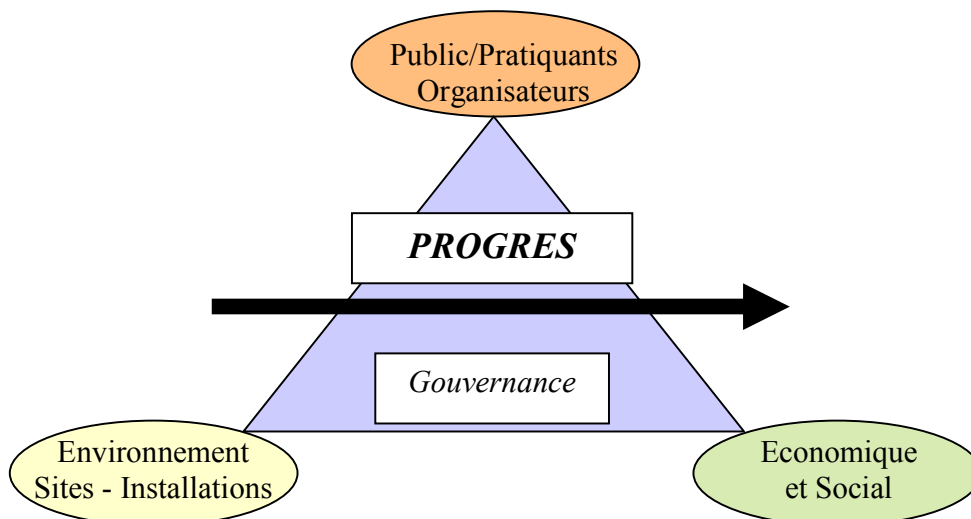 Public/Pratiquants
Organisateurs
PROGRES
Gouvernance
Environnement
Sites - Installations
Economique
et Social